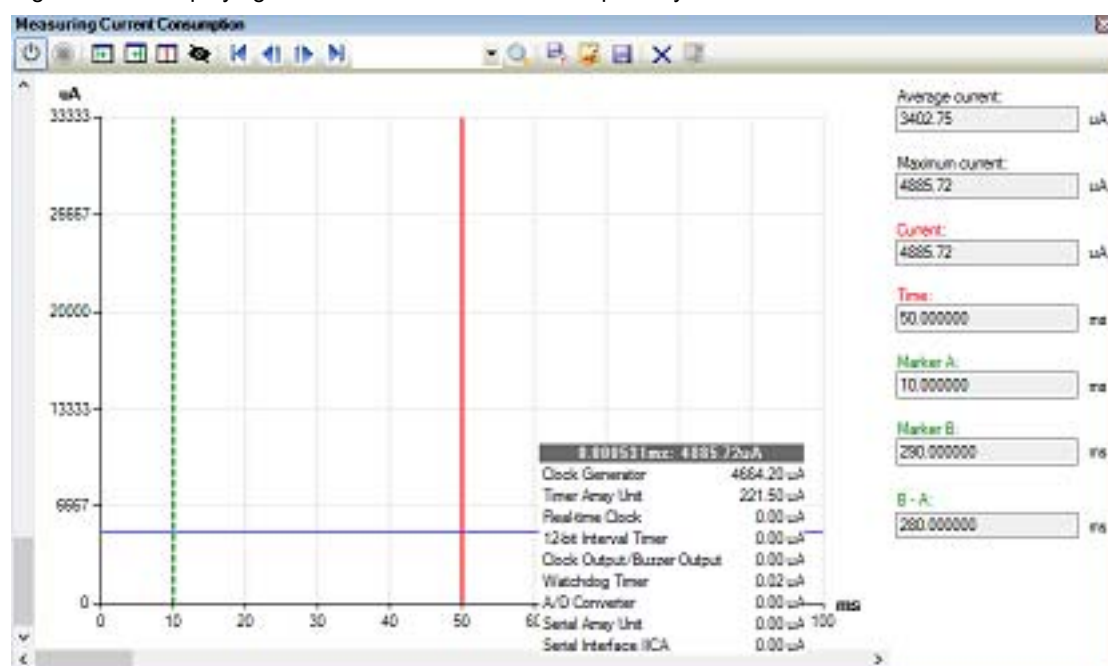 Measuring Current Consumption
uA
33333
26667
20000
13333
6667
0
0 10 20 30 40 50 100
ms
0.000531ms: 4885.72uA
Clock Generator 4664.20 uA
Timer Array Unit 221.50 uA
Real-time Clock 0.00 uA
12-bit Interval Timer 0.00 uA
Clock Output/Buzzer Output 0.00 uA
Watchdog Timer 0.02 uA
A/D Converter 0.00 uA
Serial Array Unit 0.00 uA
Serial Interface IICA 0.00 uA
Average current:
3402.75 uA
Maximum current:
4885.72 uA
Current:
4885.72 uA
Time:
50.000000 ms
Marker A:
10.000000 ms
Marker B:
290.000000 ms
B - A:
280.000000 ms